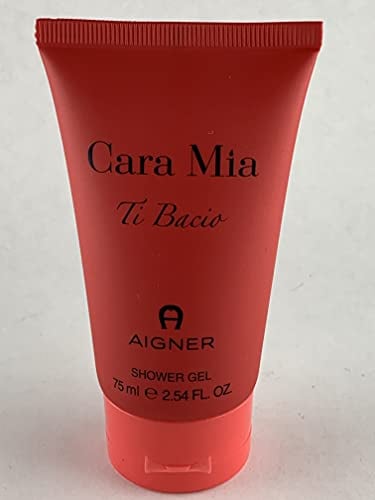 Cara Mia
Ti Bacio
AIGNER
SHOWER GEL
75 ml ℮ 2.54 FL. OZ.